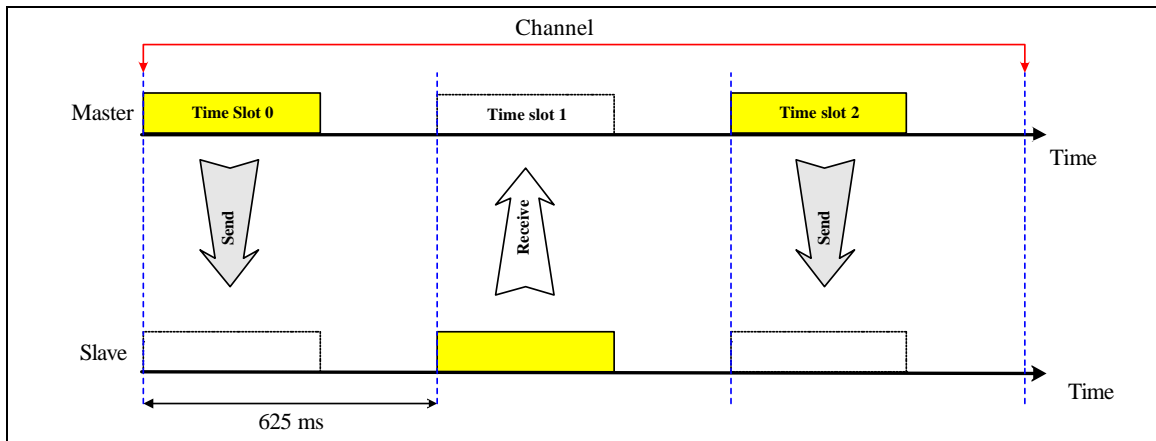 Channel
Master
Time Slot 0
Time slot 1
Time slot 2
Time
Send
Receive
Send
Slave
Time
625 ms